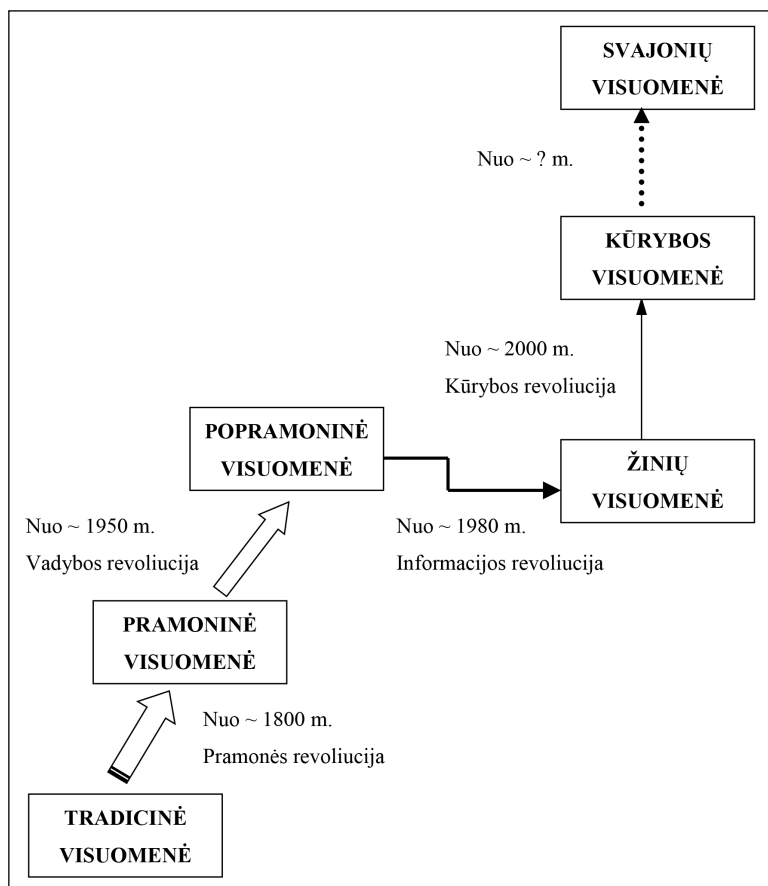 SVAJONIŲ
VISUOMENĖ
Nuo ~ ? m.
KŪRYBOS
VISUOMENĖ
Nuo ~ 2000 m.
Kūrybos revoliucija
POPRAMONINĖ
VISUOMENĖ
ŽINIŲ
VISUOMENĖ
Nuo ~ 1950 m.
Vadybos revoliucija
Nuo ~ 1980 m.
Informacijos revoliucija
PRAMONINĖ
VISUOMENĖ
Nuo ~ 1800 m.
Pramonės revoliucija
TRADICINĖ
VISUOMENĖ